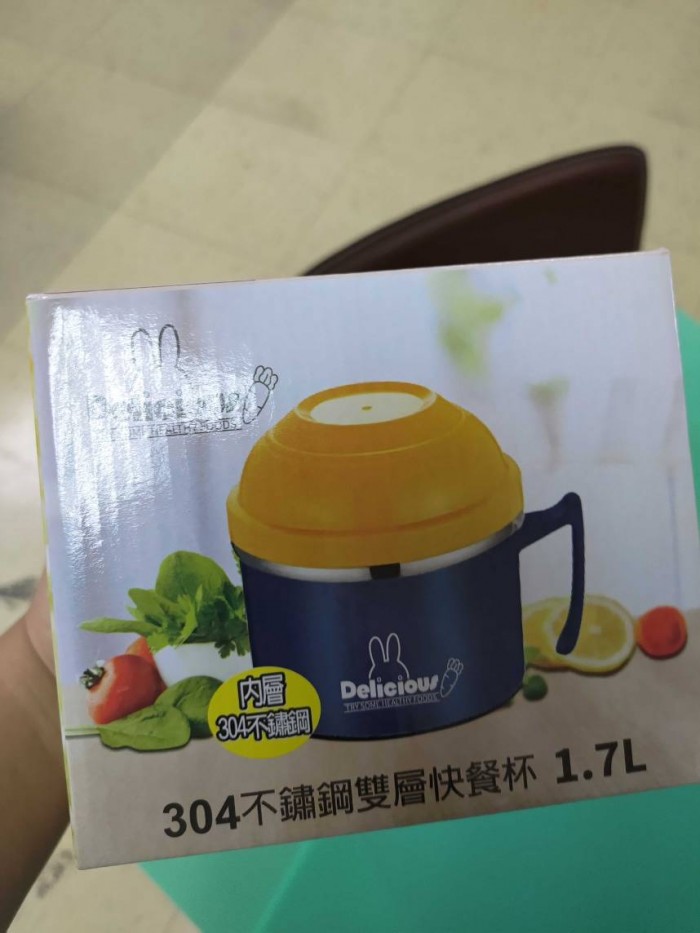 Delicious
TRY SOME HEALTHY FOODS
Delicious
TRY SOME HEALTHY FOODS
內層
304不鏽鋼
304不鏽鋼雙層快餐杯 1.7L